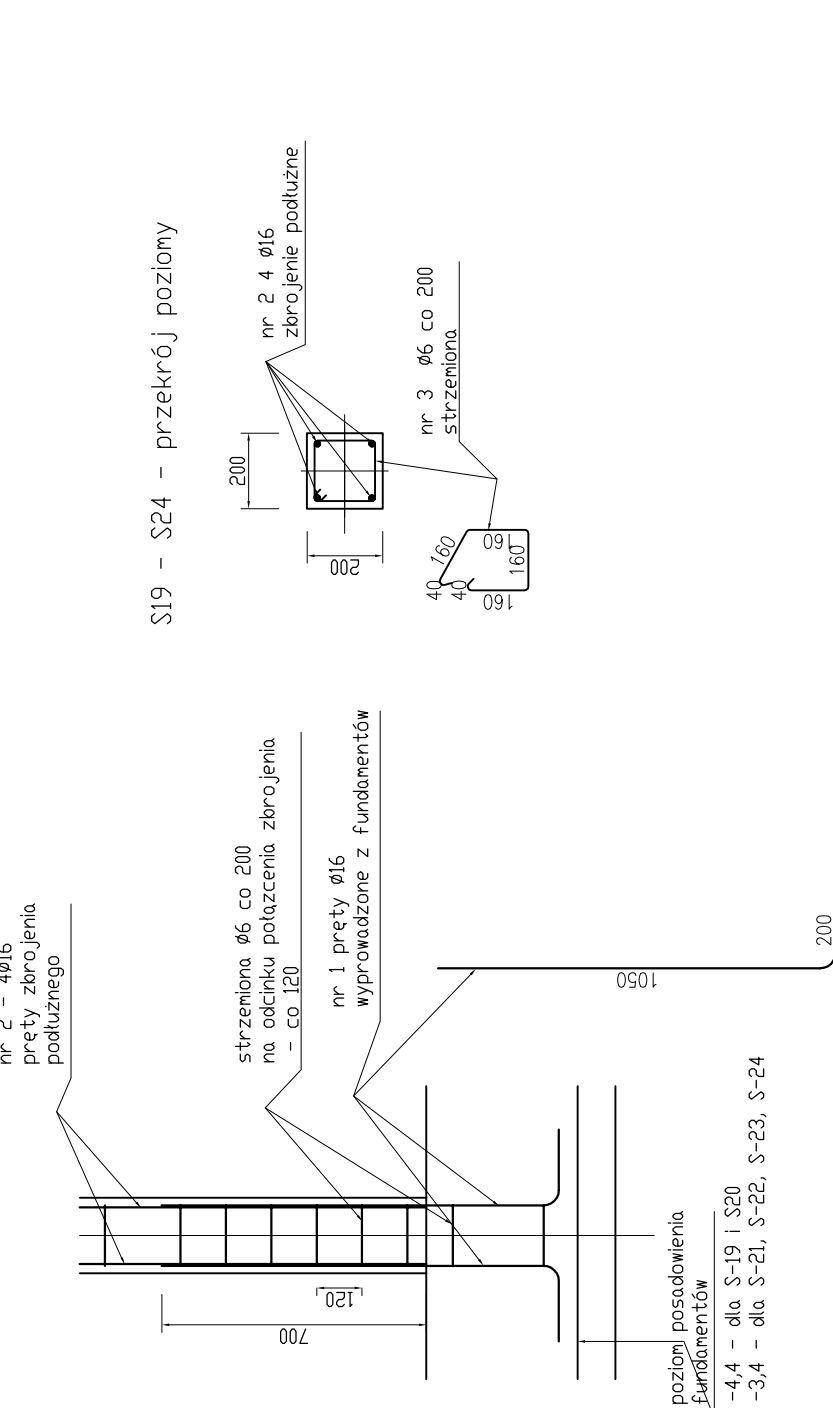 S19 - S24 - przekrój poziomy
nr 2 4 ø16
zbrojenie podłużne
200
200
nr 3 ø6 co 200
strzemiona
40
160
40
160
160
160
nr 2 - 4ø16
pręty zbrojenia
podłużnego
strzemiona ø6 co 200
na odcinku połązcenia zbrojenia
- co 120
nr 1 pręty ø16
wyprowadzone z fundamentów
120
700
1050
200
poziom posadowienia
fundamentów
-4,4 - dla S-19 i S20
-3,4 - dla S-21, S-22, S-23, S-24